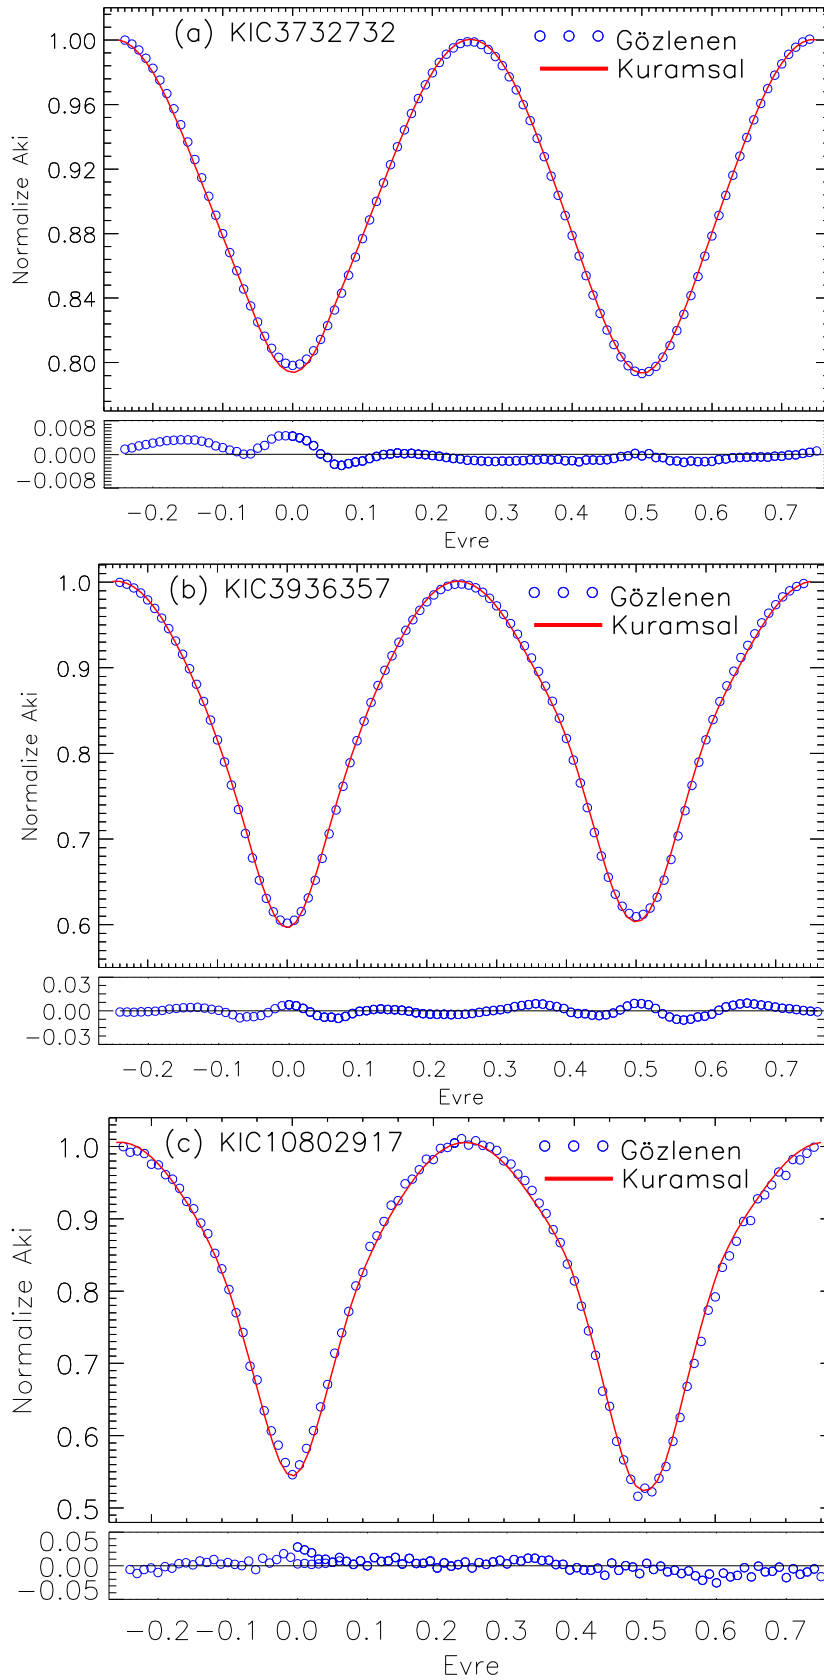 (a) KIC3732732
Gözlenen
Kuramsal
1.00
0.96
0.92
0.88
0.84
0.80
Normalize Aki
0.008
0.000
−0.008
−0.2 −0.1 0.0 0.1 0.2 0.3 0.4 0.5 0.6 0.7
Evre
(b) KIC3936357
Gözlenen
Kuramsal
1.0
0.9
0.8
0.7
0.6
Normalize Aki
0.03
0.00
−0.03
−0.2 −0.1 0.0 0.1 0.2 0.3 0.4 0.5 0.6 0.7
Evre
(c) KIC10802917
Gözlenen
Kuramsal
1.0
0.9
0.8
0.7
0.6
0.5
Normalize Aki
0.05
0.00
−0.05
−0.2 −0.1 0.0 0.1 0.2 0.3 0.4 0.5 0.6 0.7
Evre